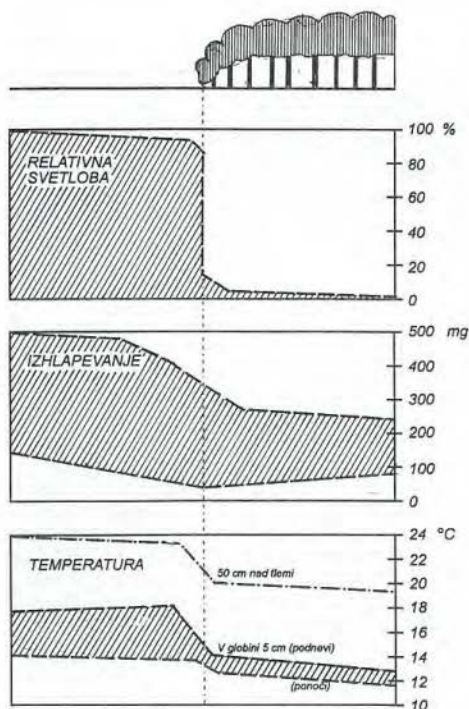 100 %
RELATIVNA
SVETLOBA
80
60
40
20
0
500 mg
IZHLAPEVANJE
400
300
200
100
0
°C
24
TEMPERATURA
22
50 cm nad tlemi
20
18
16
V globini 5 cm (podnevi)
14
(ponoči)
12
10